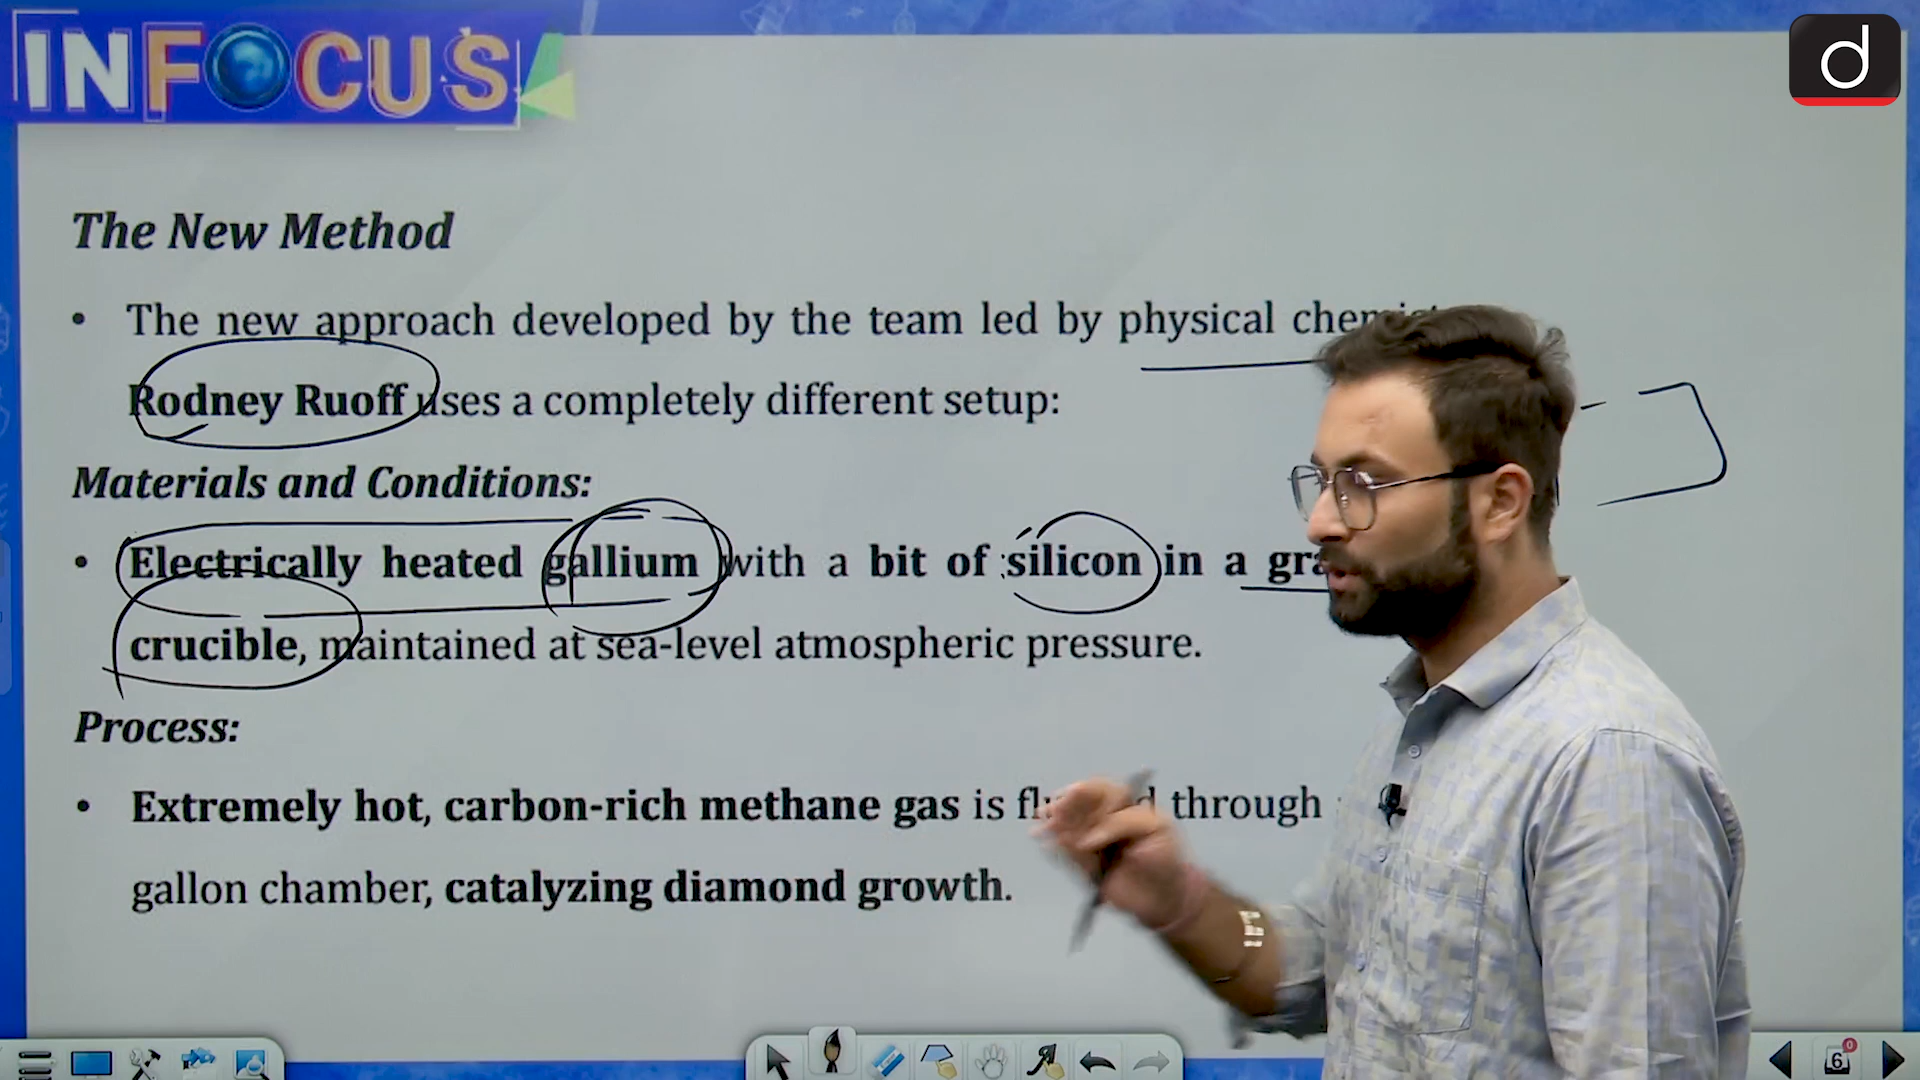 INFOCUS
d
The New Method
• The new approach developed by the team led by physical
Rodney Ruoff uses a completely different setup:
Materials and Conditions:
• Electrically heated gallium with a bit of silicon in a
crucible, maintained at sea-level atmospheric pressure.
Process:
• Extremely hot, carbon-rich methane gas is through
gallon chamber, catalyzing diamond growth.
6
0